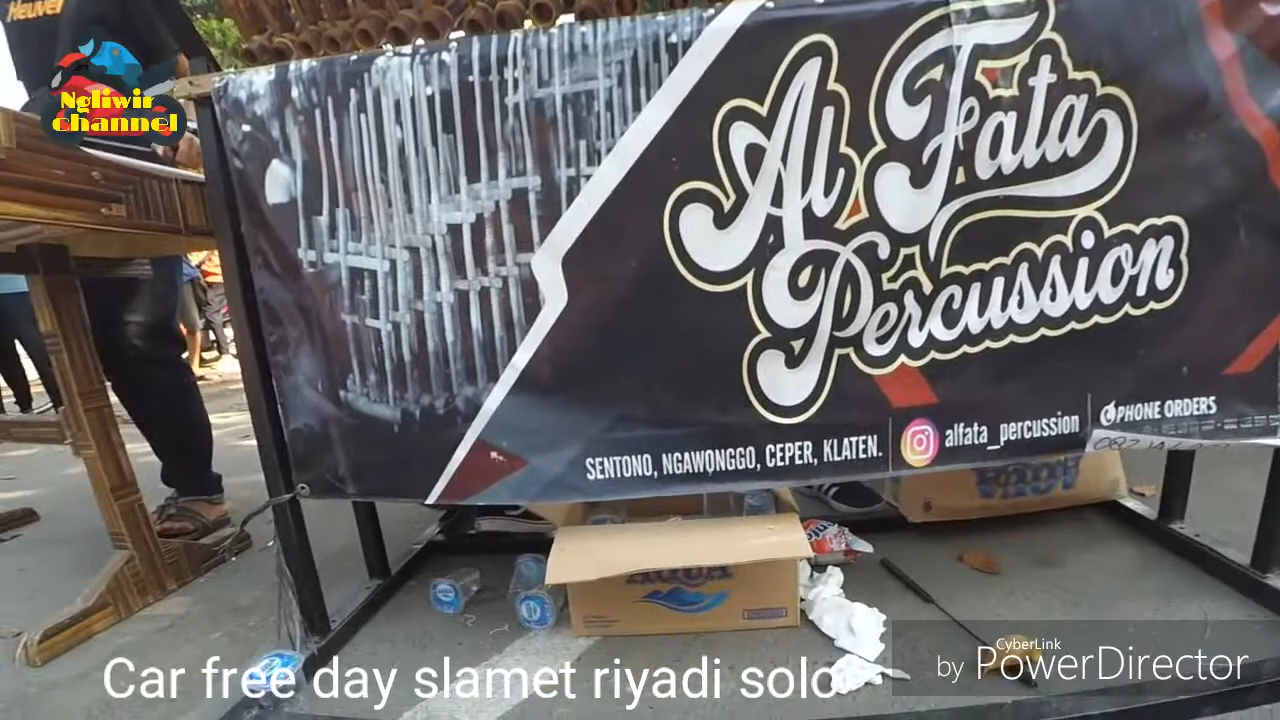 Heuver
Ngliwir
channel
Al Fata
Percussion
SENTONO, NGAWONGGO, CEPER, KLATEN.
alfata_percussion
PHONE ORDERS
AQUA
AQUA
Car free day slamet riyadi solo
CyberLink
by PowerDirector